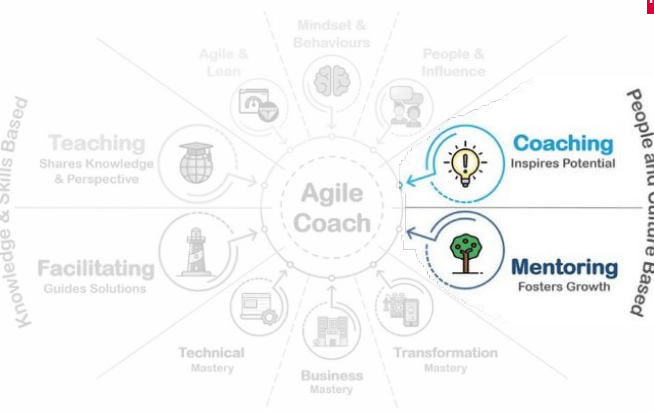 Mindset &
Behaviours
Agile &
Lean
People &
Influence
Knowledge & Skills Based
People and Culture Based
Teaching
Shares Knowledge
& Perspective
Coaching
Inspires Potential
Agile
Coach
Facilitating
Guides Solutions
Mentoring
Fosters Growth
Technical
Mastery
Business
Mastery
Transformation
Mastery